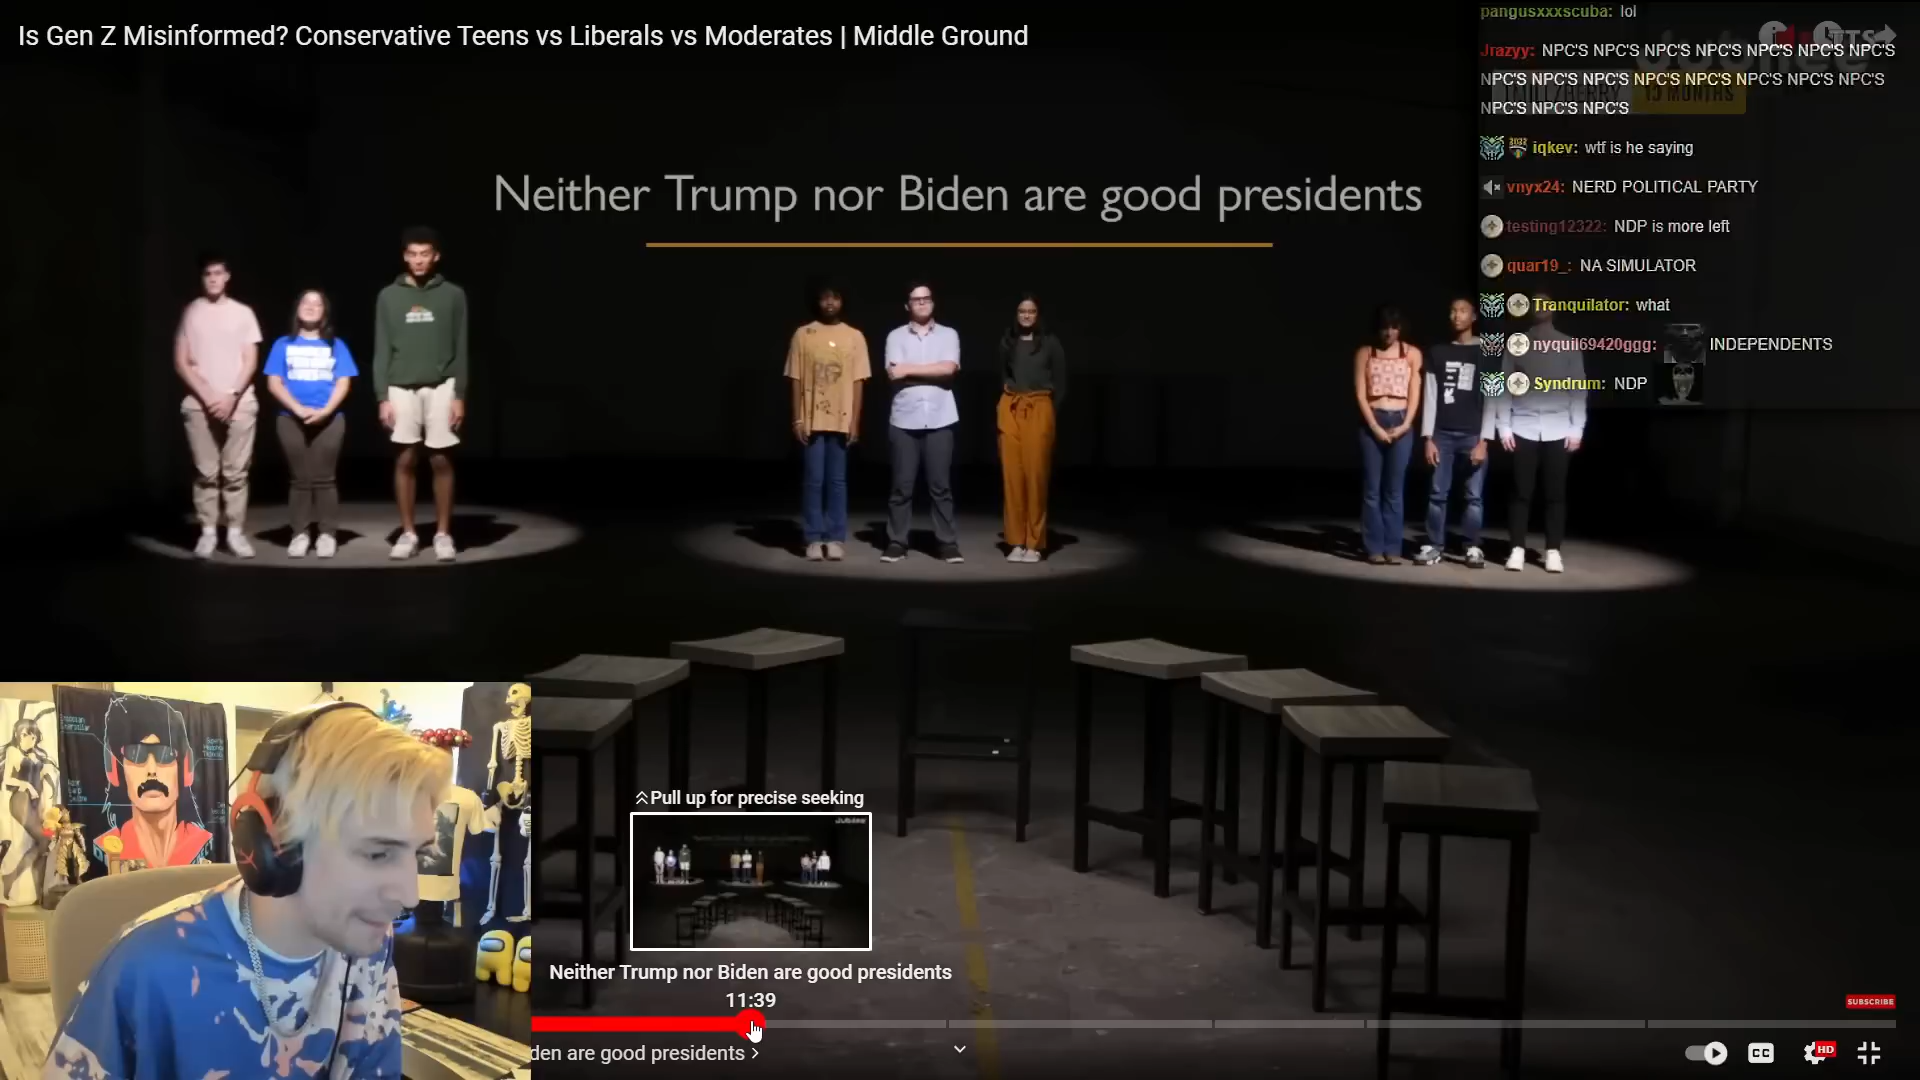 Is Gen Z Misinformed? Conservative Teens vs Liberals vs Moderates | Middle Ground
pangusxxxscuba: lol
Jrazyy: NPC'S NPC'S NPC'S NPC'S NPC'S NPC'S NPC'S
NPC'S NPC'S NPC'S NPC'S NPC'S NPC'S NPC'S NPC'S
NPC'S NPC'S NPC'S
13 MONTHS
iqkev: wtf is he saying
vnyx24: NERD POLITICAL PARTY
testing12322: NDP is more left
quar19_: NA SIMULATOR
Tranquilator: what
nyquil69420ggg: INDEPENDENTS
Syndrum: NDP
Neither Trump nor Biden are good presidents
Pull up for precise seeking
Jubilee
Neither Trump nor Biden are good presidents
11:39
den are good presidents >
SUBSCRIBE
CC
HD